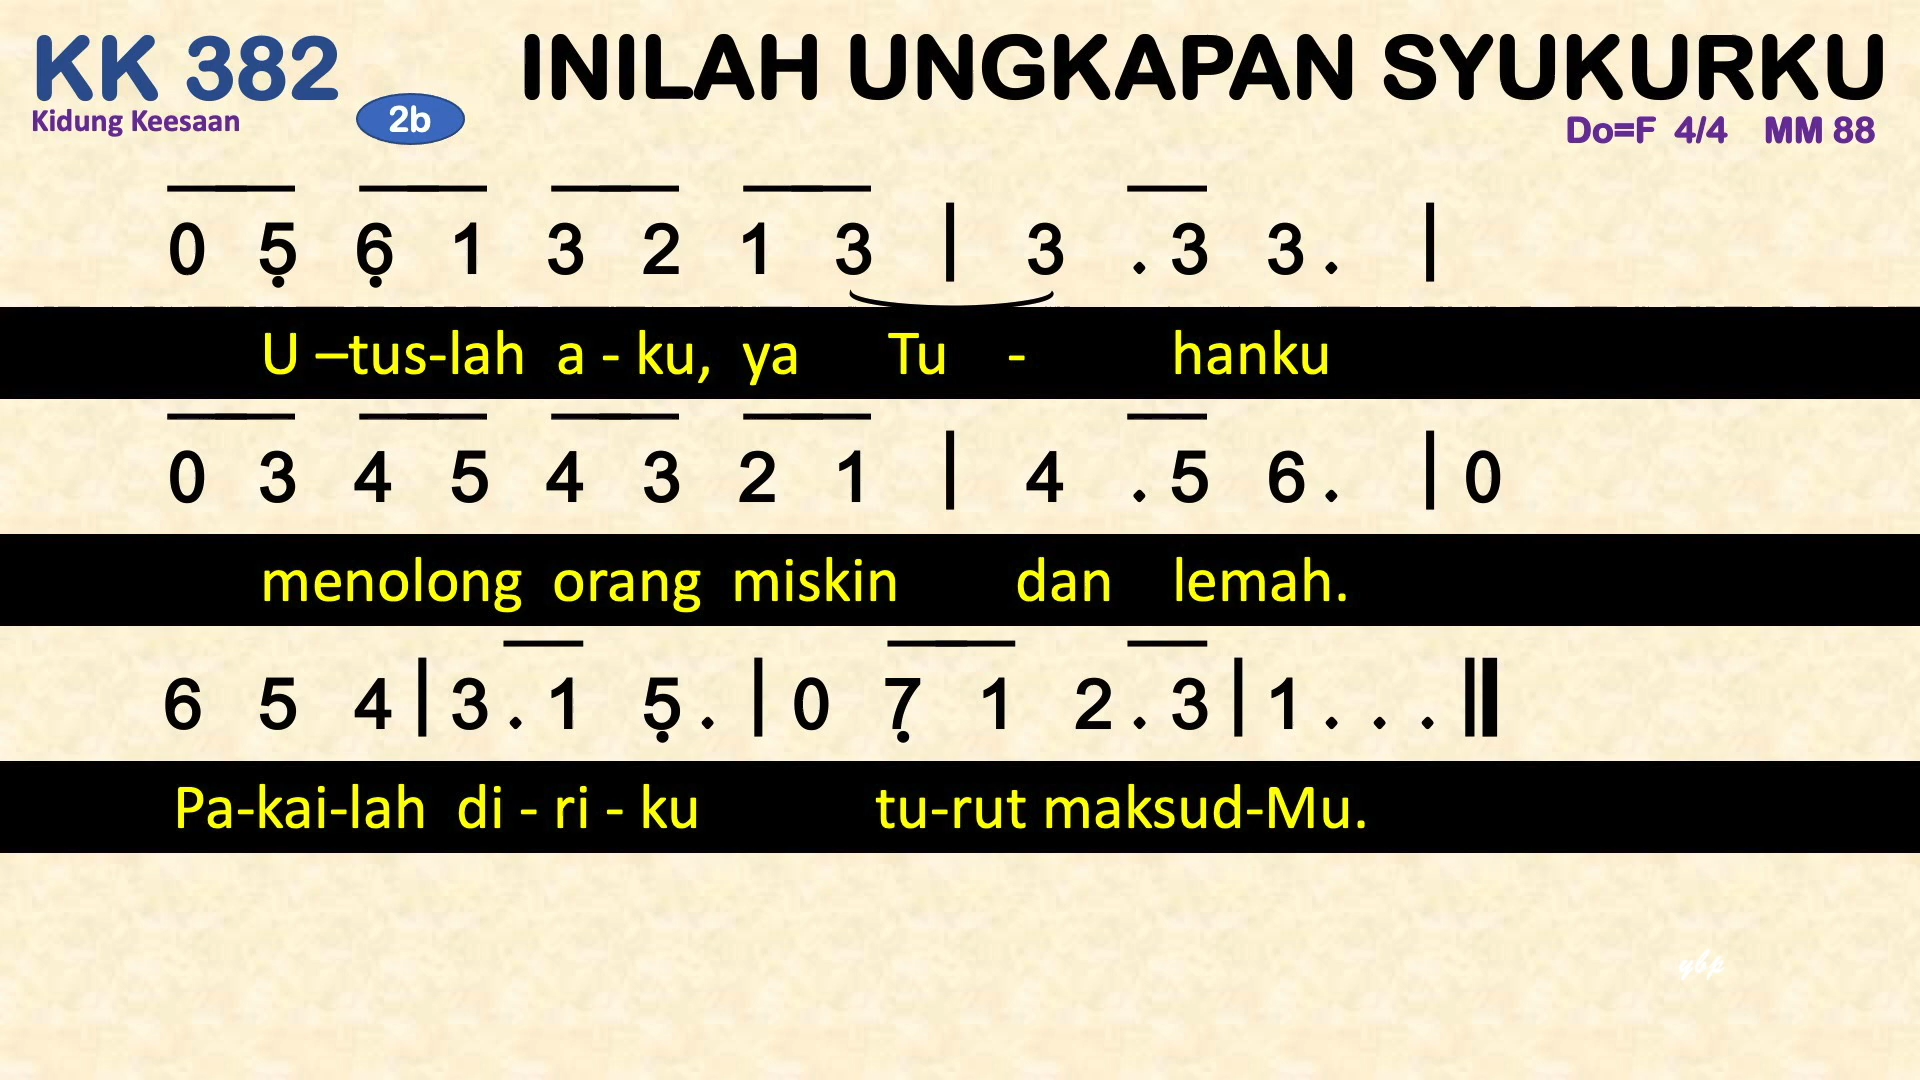 KK 382 INILAH UNGKAPAN SYUKURKU
Kidung Keesaan 2b Do=F 4/4 MM 88
0 5̣ 6̣ 1 3 2 1 3 | 3 . 3 3 . |
U –tus-lah a - ku, ya Tu - hanku
0 3 4 5 4 3 2 1 | 4 . 5 6 . | 0
menolong orang miskin dan lemah.
6 5 4 | 3 . 1 5̣ . | 0 7̣ 1 2 . 3 | 1 . . . ||
Pa-kai-lah di - ri - ku tu-rut maksud-Mu.
ybp